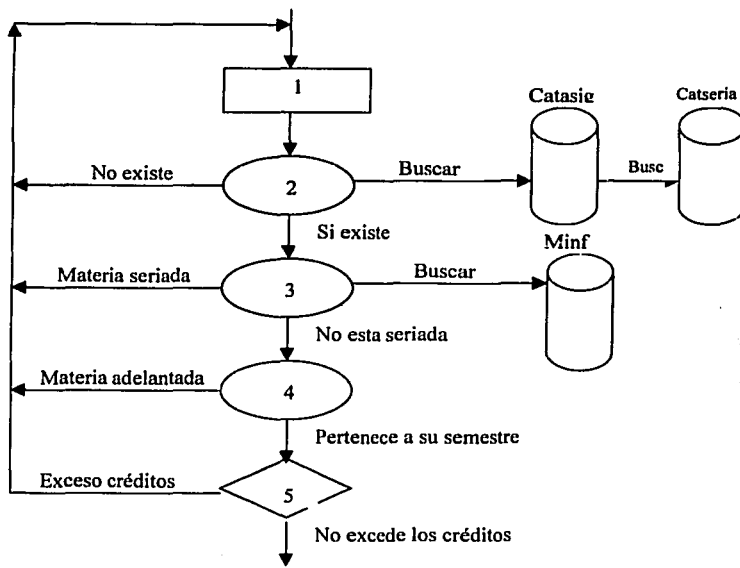 1
Catasig
Catseria
No existe
2
Buscar
Busc
Si existe
Minf
Materia seriada
3
Buscar
No esta seriada
Materia adelantada
4
Pertenece a su semestre
Exceso créditos
5
No excede los créditos